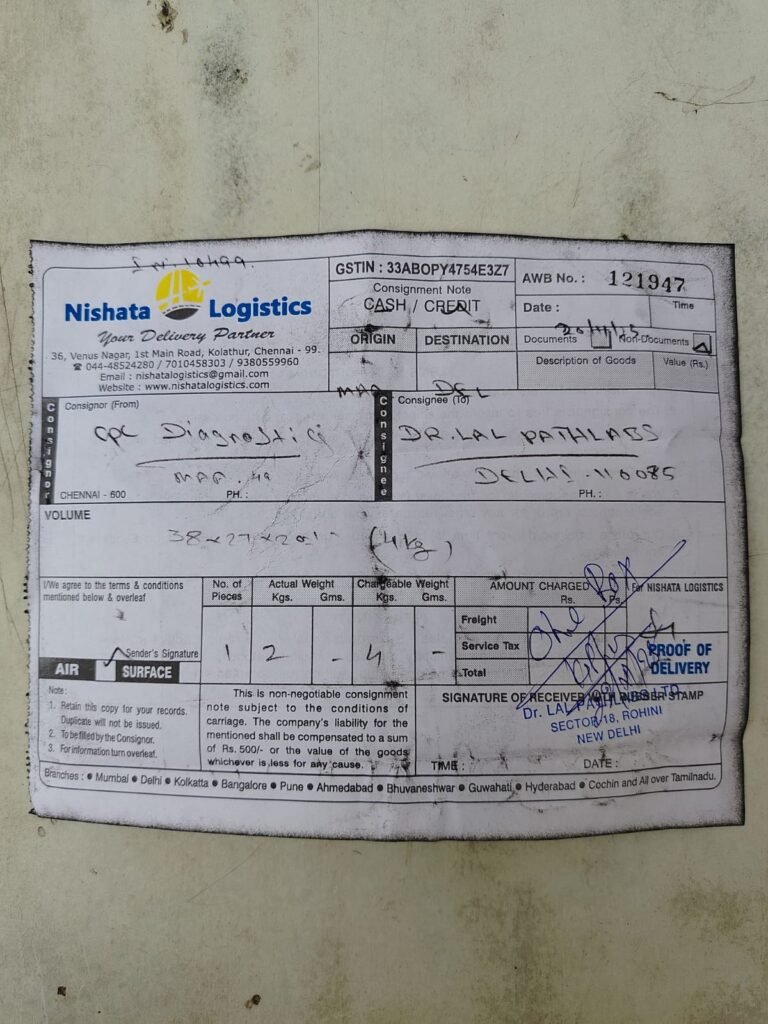 GSTIN : 33ABOPY4754E3Z7
Consignment Note
CASH / CREDIT
AWB No. : 121947
Date : 
Time
Nishata Logistics
Your Delivery Partner
36, Venus Nagar, 1st Main Road, Kolathur, Chennai - 99.
☎ 044-48524280 / 7010458303 / 9380559960
Email : nishatalogistics@gmail.com
Website : www.nishatalogistics.com
ORIGIN DESTINATION
MAA DEL
Documents Non-Documents
Description of Goods Value (Rs.)
Consignor
Consignor (From)
CPC Diagnostics
MAA
CHENNAI - 600 PH. :
Consignee
Consignee (To)
DR. LAL PATHLABS
DELHI 110085
PH. :
VOLUME
(4kg)
I/We agree to the terms & conditions
mentioned below & overleaf
Sender's Signature
AIR SURFACE
No. of Pieces
1
Actual Weight
Kgs. Gms.
2 -
Chargeable Weight
Kgs. Gms.
4 -
AMOUNT CHARGED
Rs. Ps.
Freight
Service Tax
Total
One Box
For NISHATA LOGISTICS
PROOF OF
DELIVERY
Note :
1. Retain this copy for your records.
Duplicate will not be issued.
2. To be filled by the Consignor.
3. For information turn overleaf.
This is non-negotiable consignment
note subject to the conditions of
carriage. The company's liability for
the mentioned shall be compensated to a sum
of Rs. 500/- or the value of the goods
whichever is less for any cause.
SIGNATURE OF RECEIVER WITH RUBBER STAMP
Dr. LAL PATHLABS LTD
SECTOR-18, ROHINI
NEW DELHI
TIME : DATE :
Branches : ● Mumbai ● Delhi ● Kolkatta ● Bangalore ● Pune ● Ahmedabad ● Bhuvaneshwar ● Guwahati ● Hyderabad ● Cochin and All over Tamilnadu.